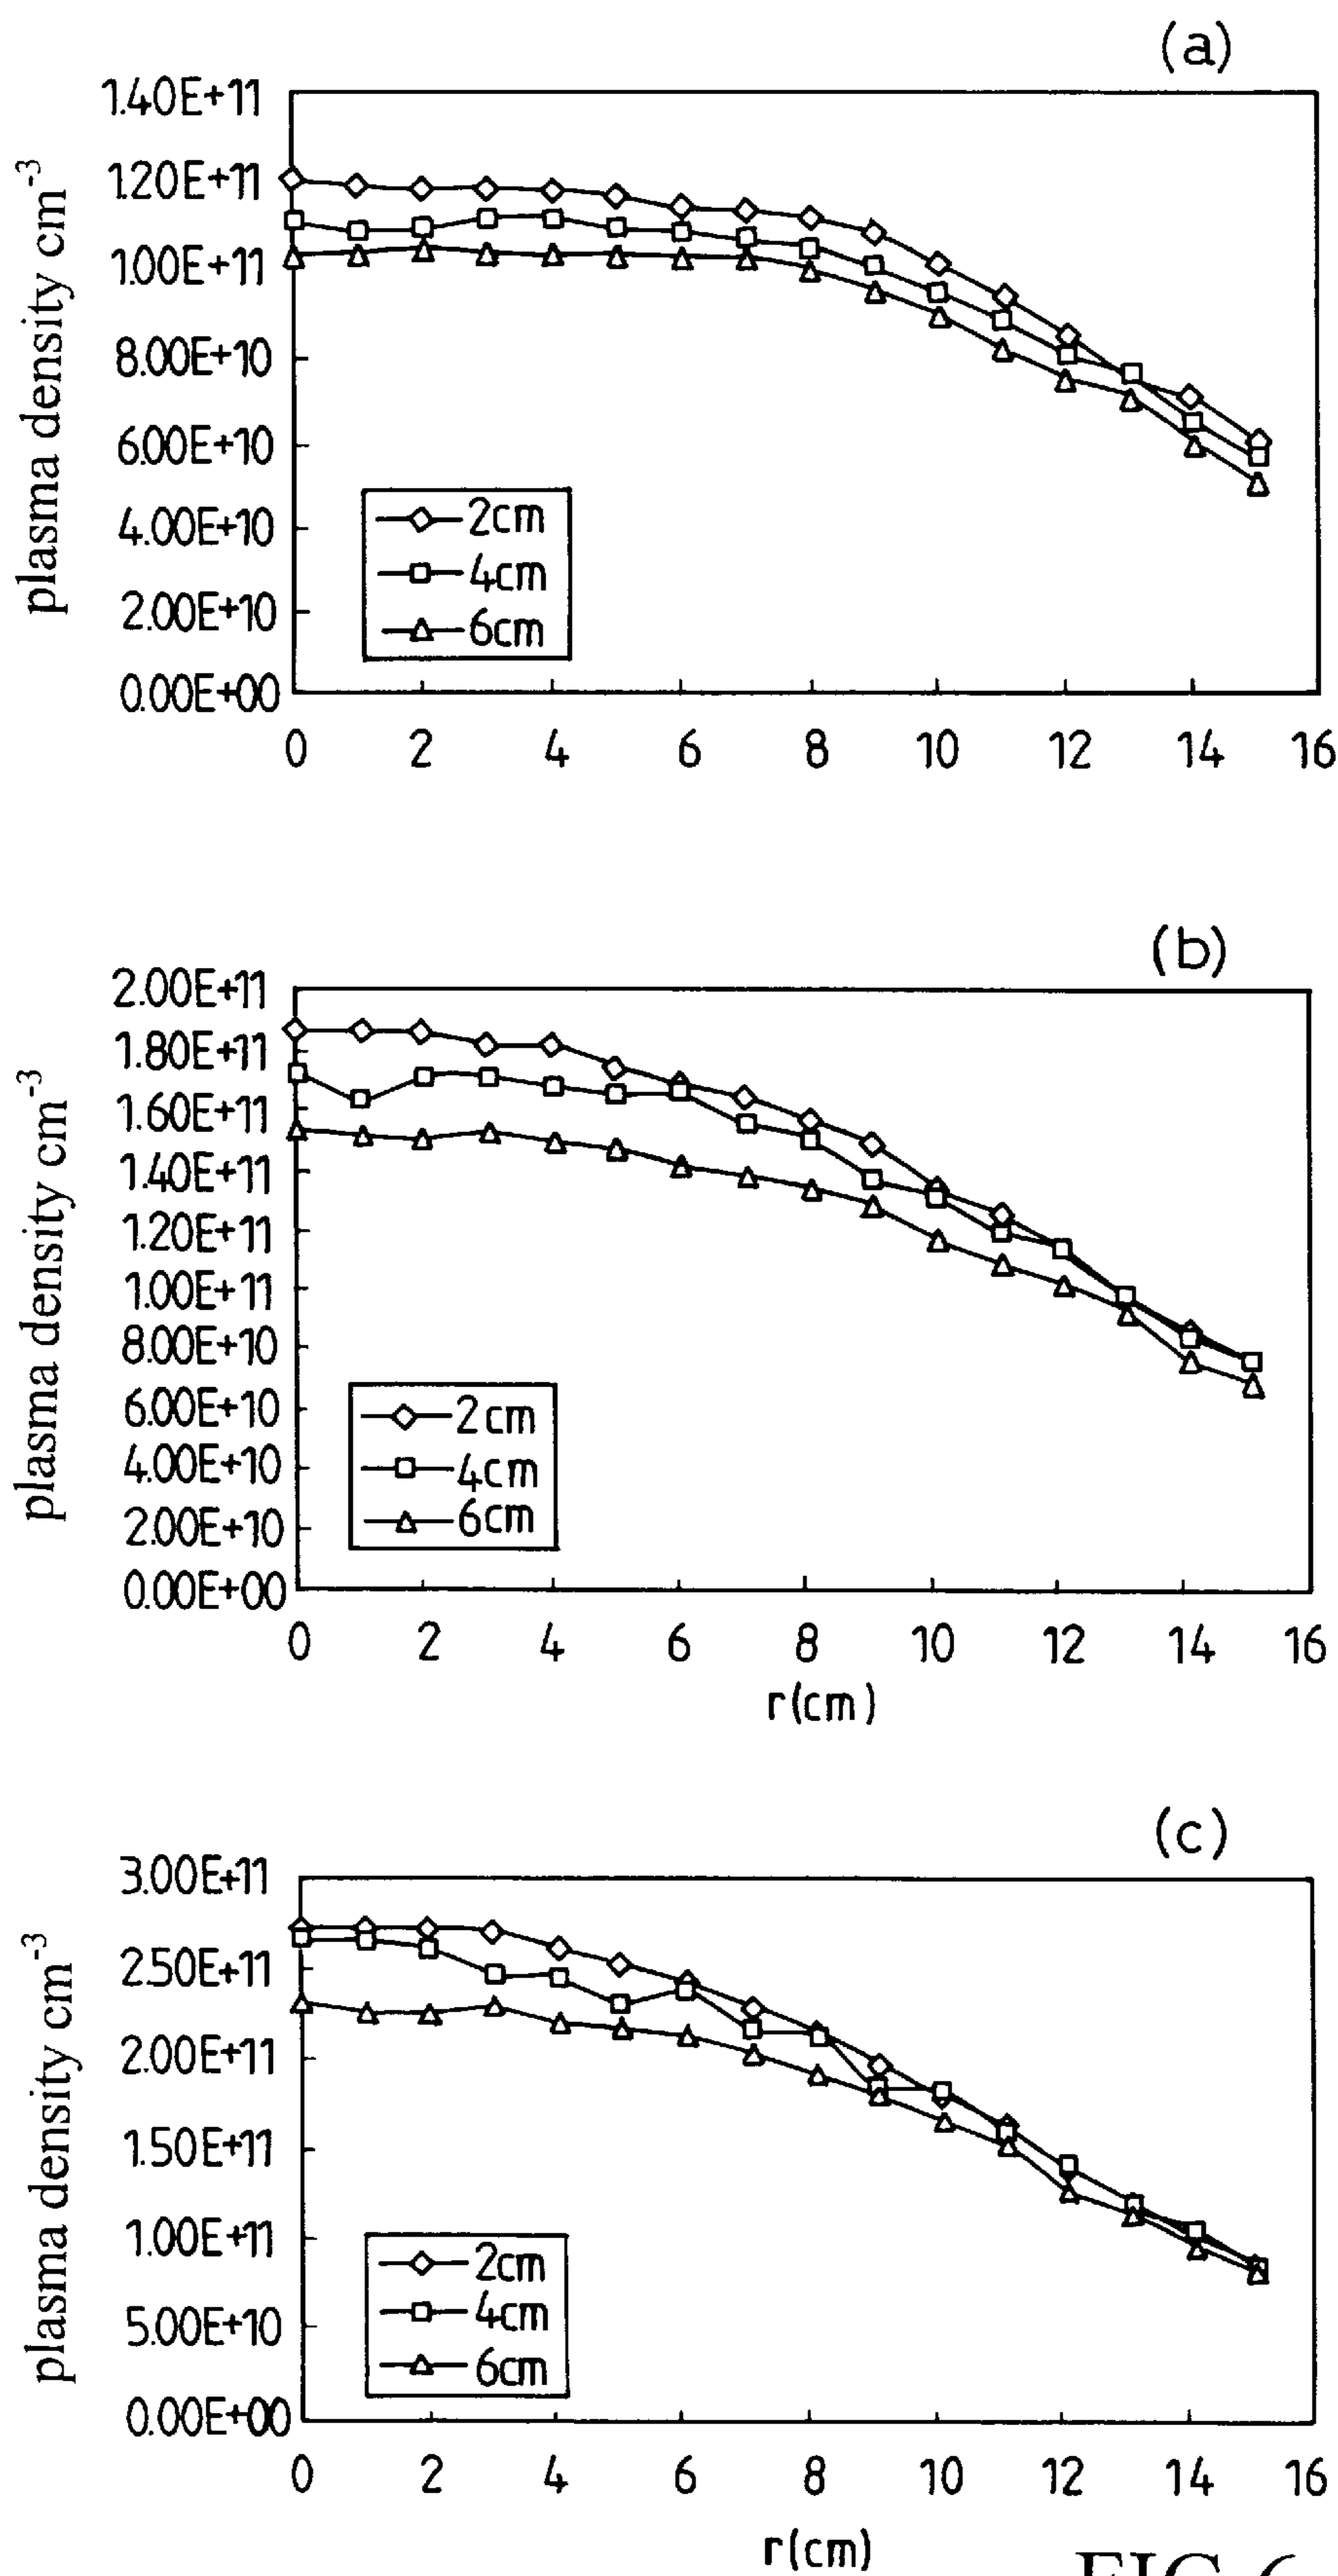 (a)
plasma density cm-3
1.40E+11
1.20E+11
1.00E+11
8.00E+10
6.00E+10
4.00E+10
2.00E+10
0.00E+00
2cm
4cm
6cm
0 2 4 6 8 10 12 14 16
(b)
plasma density cm-3
2.00E+11
1.80E+11
1.60E+11
1.40E+11
1.20E+11
1.00E+11
8.00E+10
6.00E+10
4.00E+10
2.00E+10
0.00E+00
2cm
4cm
6cm
0 2 4 6 8 10 12 14 16
r(cm)
(c)
plasma density cm-3
3.00E+11
2.50E+11
2.00E+11
1.50E+11
1.00E+11
5.00E+10
0.00E+00
2cm
4cm
6cm
0 2 4 6 8 10 12 14 16
r(cm)